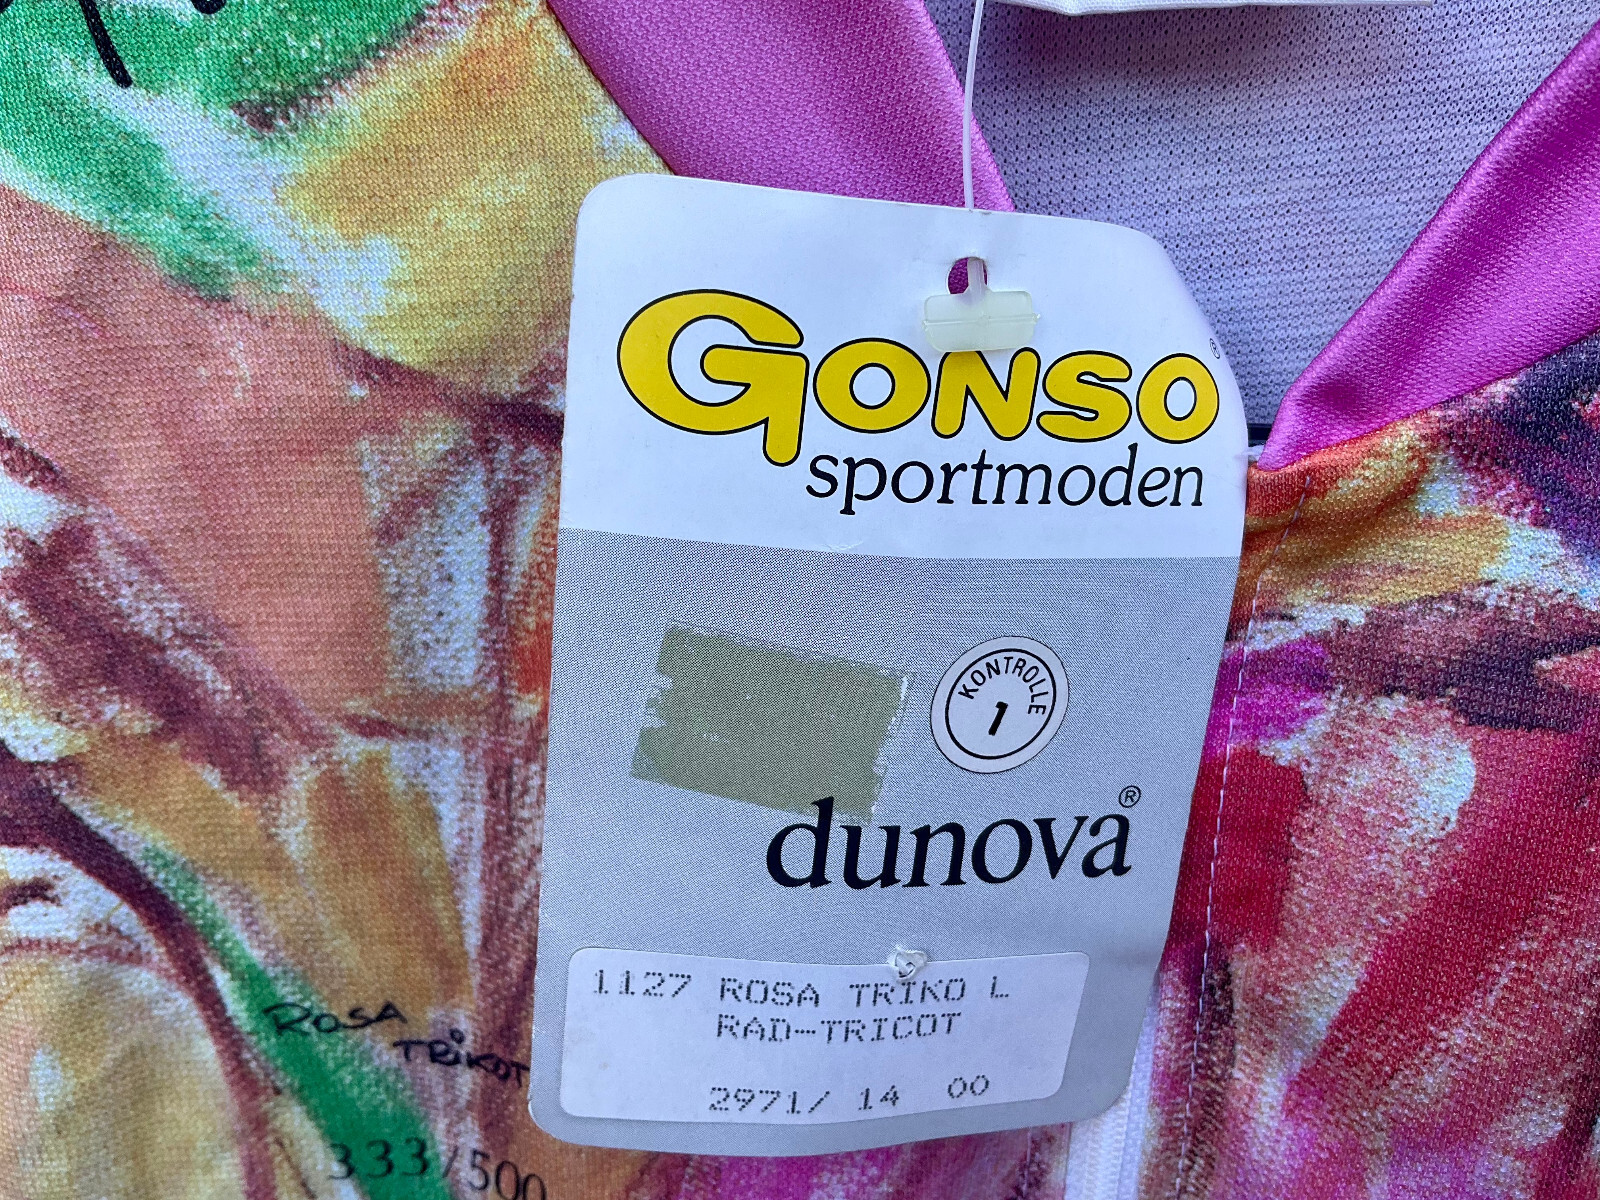 GONSO®
sportmoden
KONTROLLE
1
dunova®
1127 ROSA TRIKO L
RAD-TRICOT
2971/ 14 00
ROSA
TRIKOT
333/500